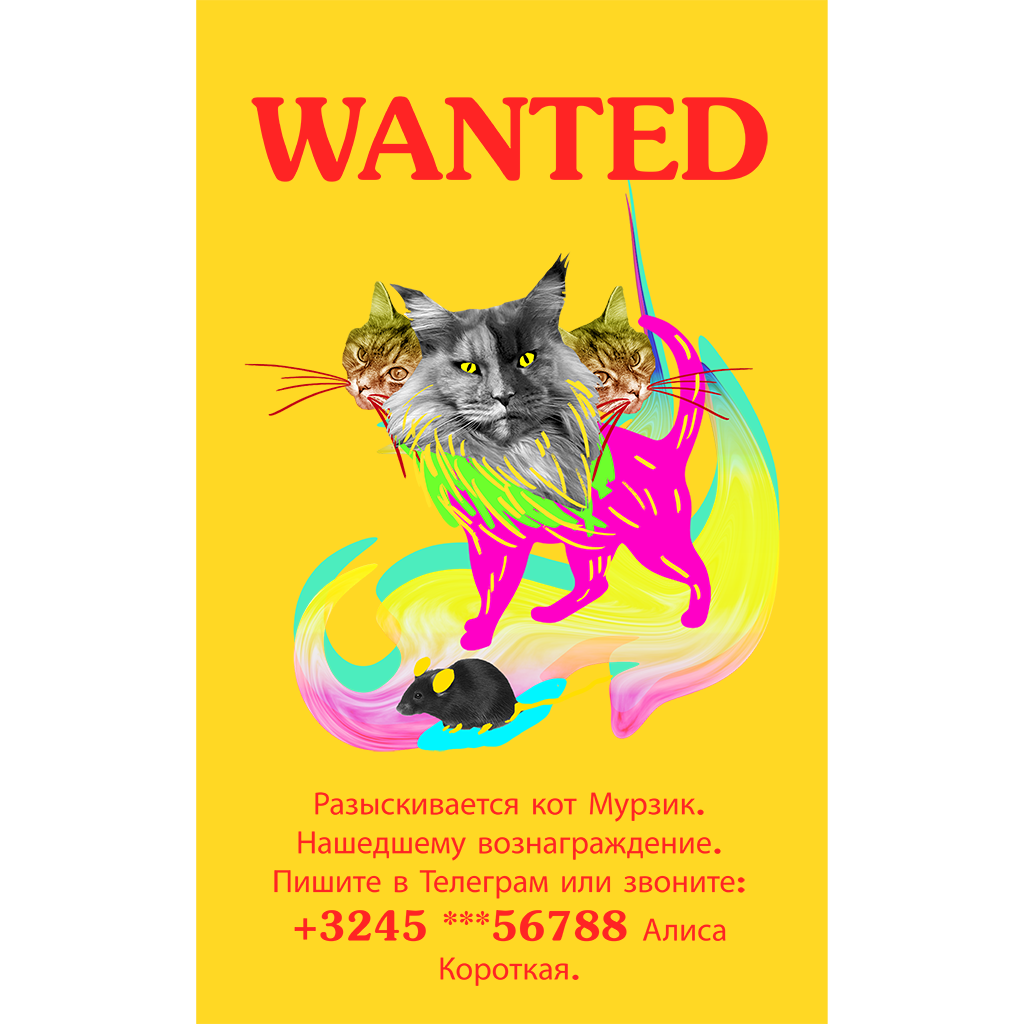 WANTED
Разыскивается кот Мурзик.
Нашедшему вознаграждение.
Пишите в Телеграм или звоните:
+3245 ***56788 Алиса
Короткая.